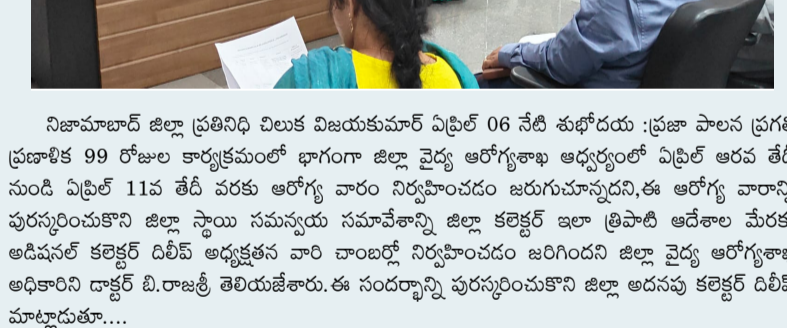 నిజామాబాద్ జిల్లా ప్రతినిధి చిలుక విజయకుమార్ ఏప్రిల్ 06 నేటి శుభోదయ :ప్రజా పాలన ప్రగతి
ప్రణాళిక 99 రోజుల కార్యక్రమంలో భాగంగా జిల్లా వైద్య ఆరోగ్యశాఖ ఆధ్వర్యంలో ఏప్రిల్ ఆరవ తేదీ
నుండి ఏప్రిల్ 11వ తేదీ వరకు ఆరోగ్య వారం నిర్వహించడం జరుగుచూన్నదని,ఈ ఆరోగ్య వారాన్ని
పురస్కరించుకొని జిల్లా స్థాయి సమన్వయ సమావేశాన్ని జిల్లా కలెక్టర్ ఇలా త్రిపాటి ఆదేశాల మేరక
అడిషనల్ కలెక్టర్ దిలీప్ అధ్యక్షతన వారి చాంబర్లో నిర్వహించడం జరిగిందని జిల్లా వైద్య ఆరోగ్యశాఖ
అధికారిని డాక్టర్ బి.రాజశ్రీ తెలియజేశారు.ఈ సందర్భాన్ని పురస్కరించుకొని జిల్లా అదనపు కలెక్టర్ దిలీప్
మాట్లాడుతూ....